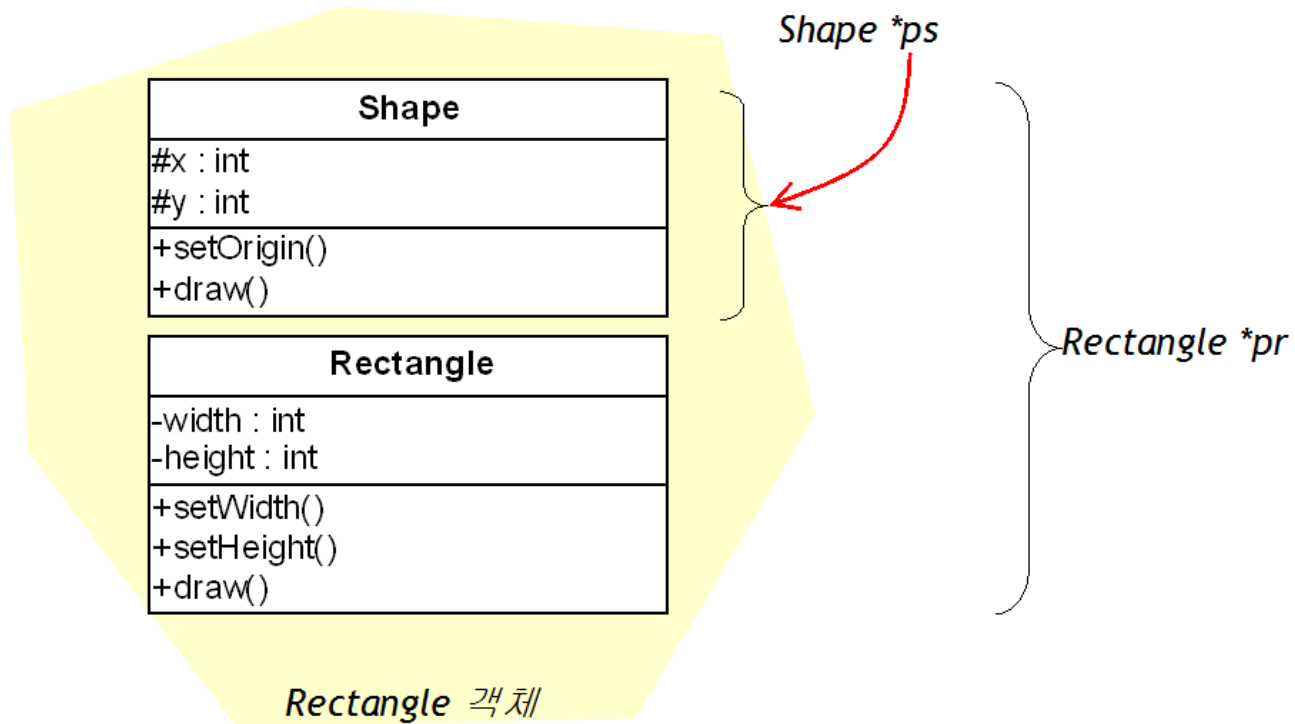 Shape *ps
Shape
#x : int
#y : int
+setOrigin()
+draw()
Rectangle *pr
Rectangle
-width : int
-height : int
+setWidth()
+setHeight()
+draw()
Rectangle 객체